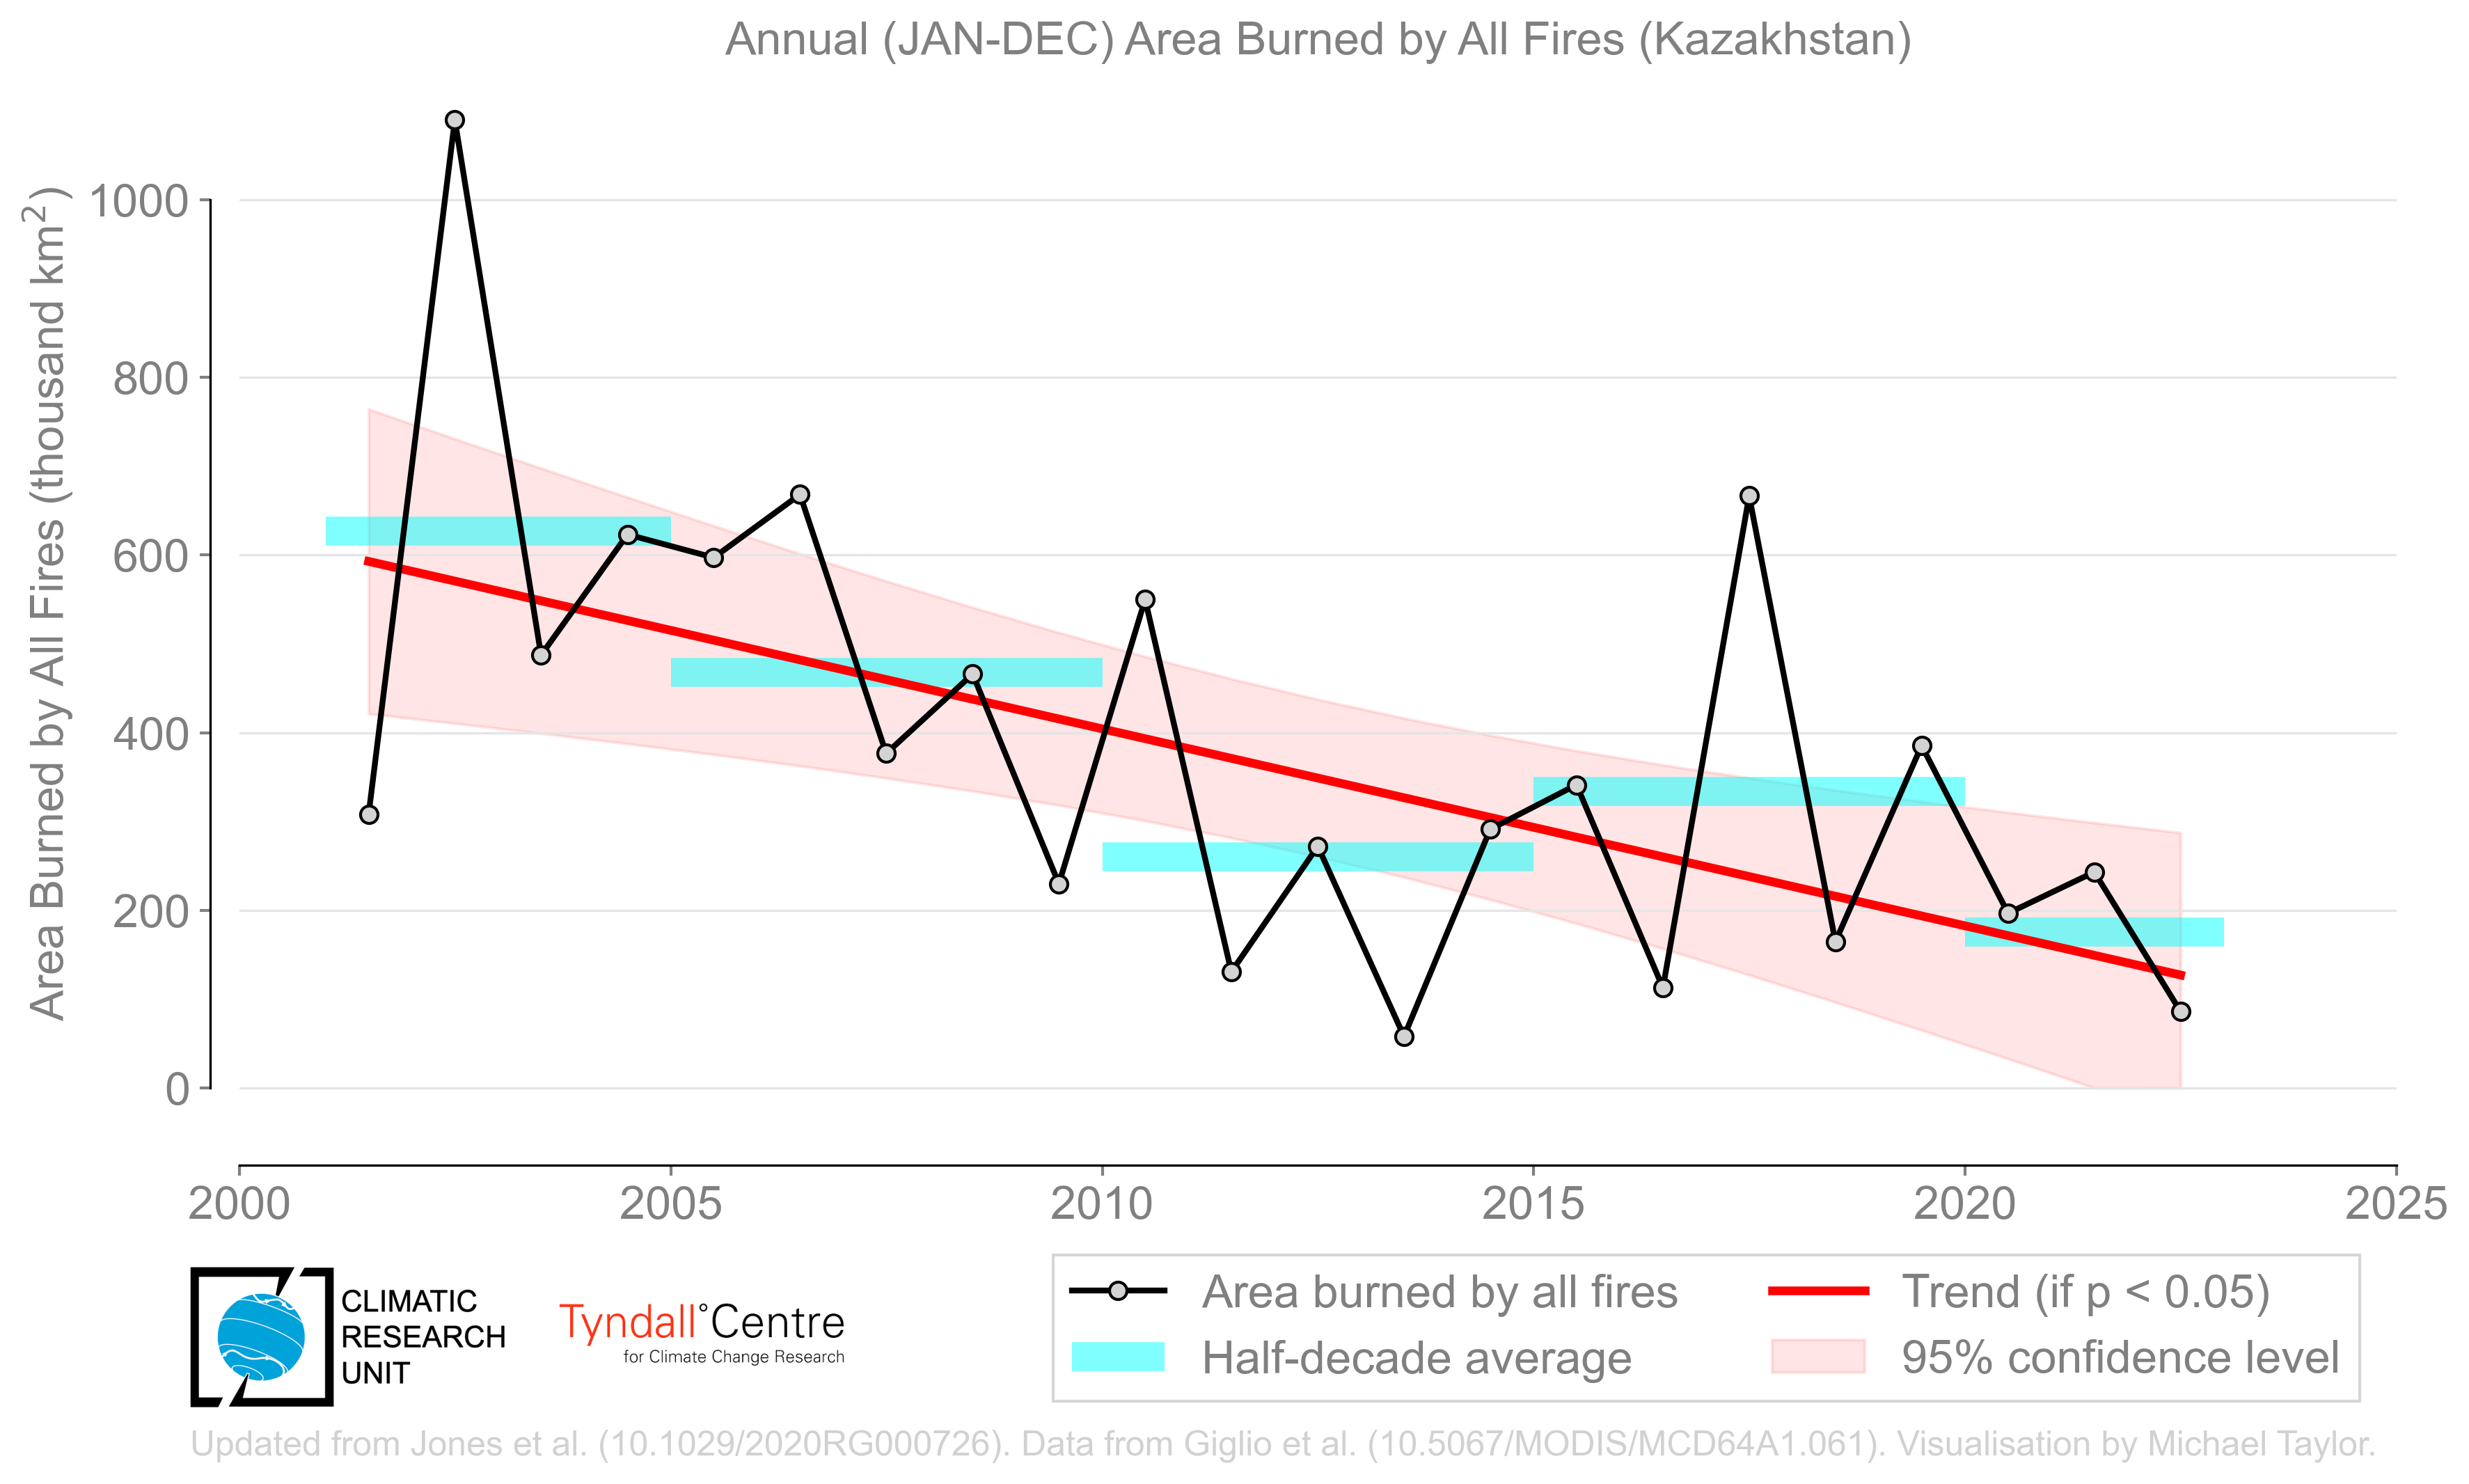 Annual (JAN-DEC) Area Burned by All Fires (Kazakhstan)
Area Burned by All Fires (thousand km²)
1000
800
600
400
200
0
2000 2005 2010 2015 2020 2025
CLIMATIC
RESEARCH
UNIT
Tyndall°Centre
for Climate Change Research
Area burned by all fires
Half-decade average
Trend (if p < 0.05)
95% confidence level
Updated from Jones et al. (10.1029/2020RG000726). Data from Giglio et al. (10.5067/MODIS/MCD64A1.061). Visualisation by Michael Taylor.